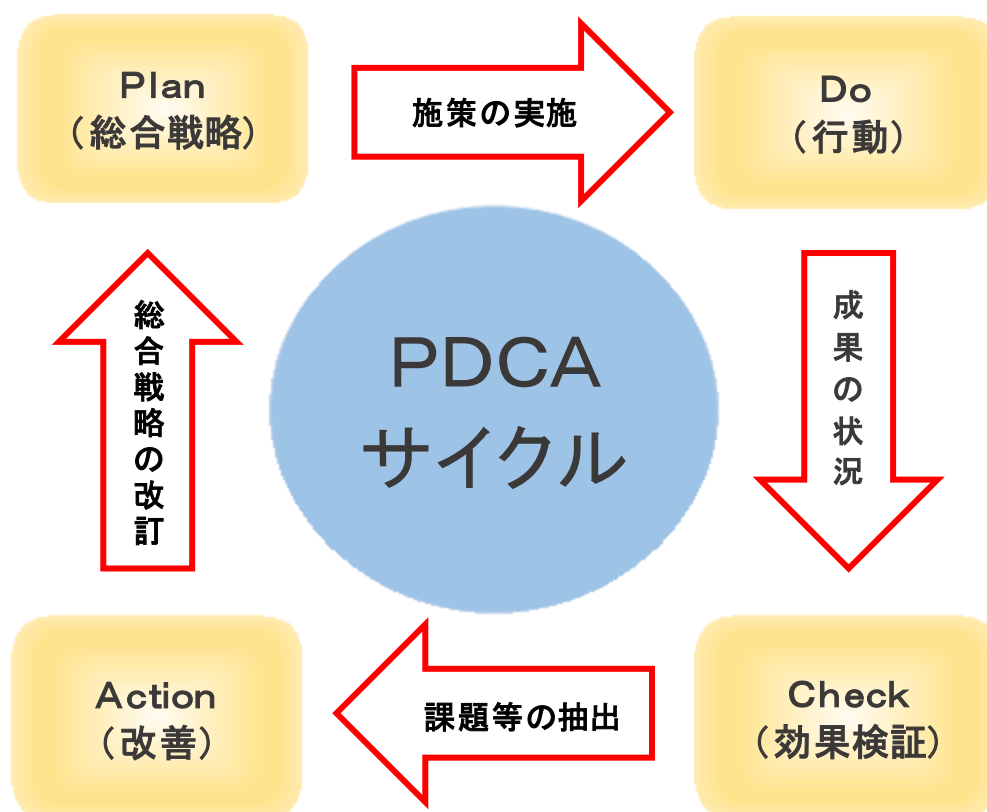 Plan
（総合戦略）
施策の実施
Do
（行動）
総合戦略の改訂
PDCA
サイクル
成果の状況
Action
（改善）
課題等の抽出
Check
（効果検証）